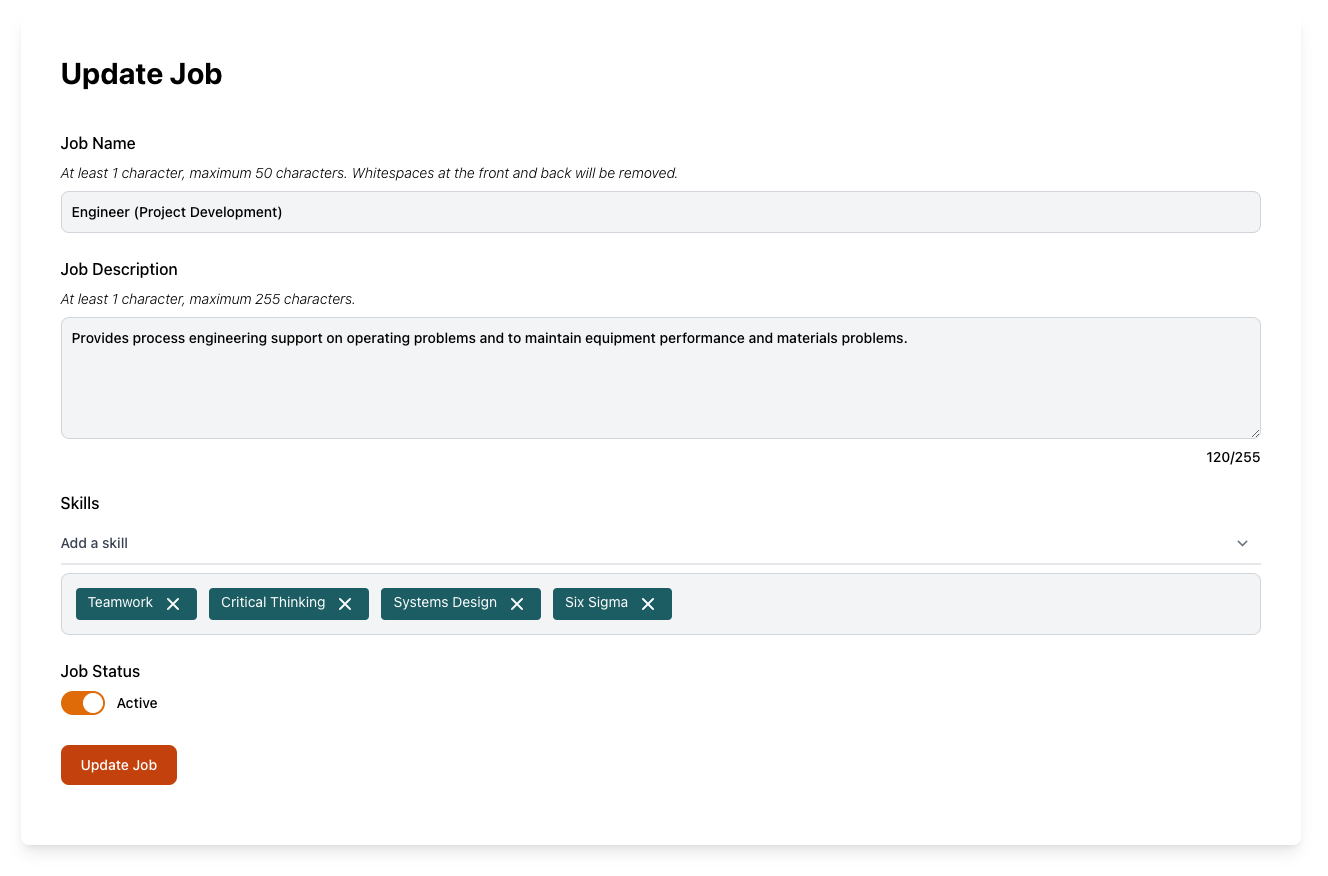 Update Job
Job Name
At least 1 character, maximum 50 characters. Whitespaces at the front and back will be removed.
Engineer (Project Development)
Job Description
At least 1 character, maximum 255 characters.
Provides process engineering support on operating problems and to maintain equipment performance and materials problems.
120/255
Skills
Add a skill
Teamwork Critical Thinking Systems Design Six Sigma
Job Status
Active
Update Job